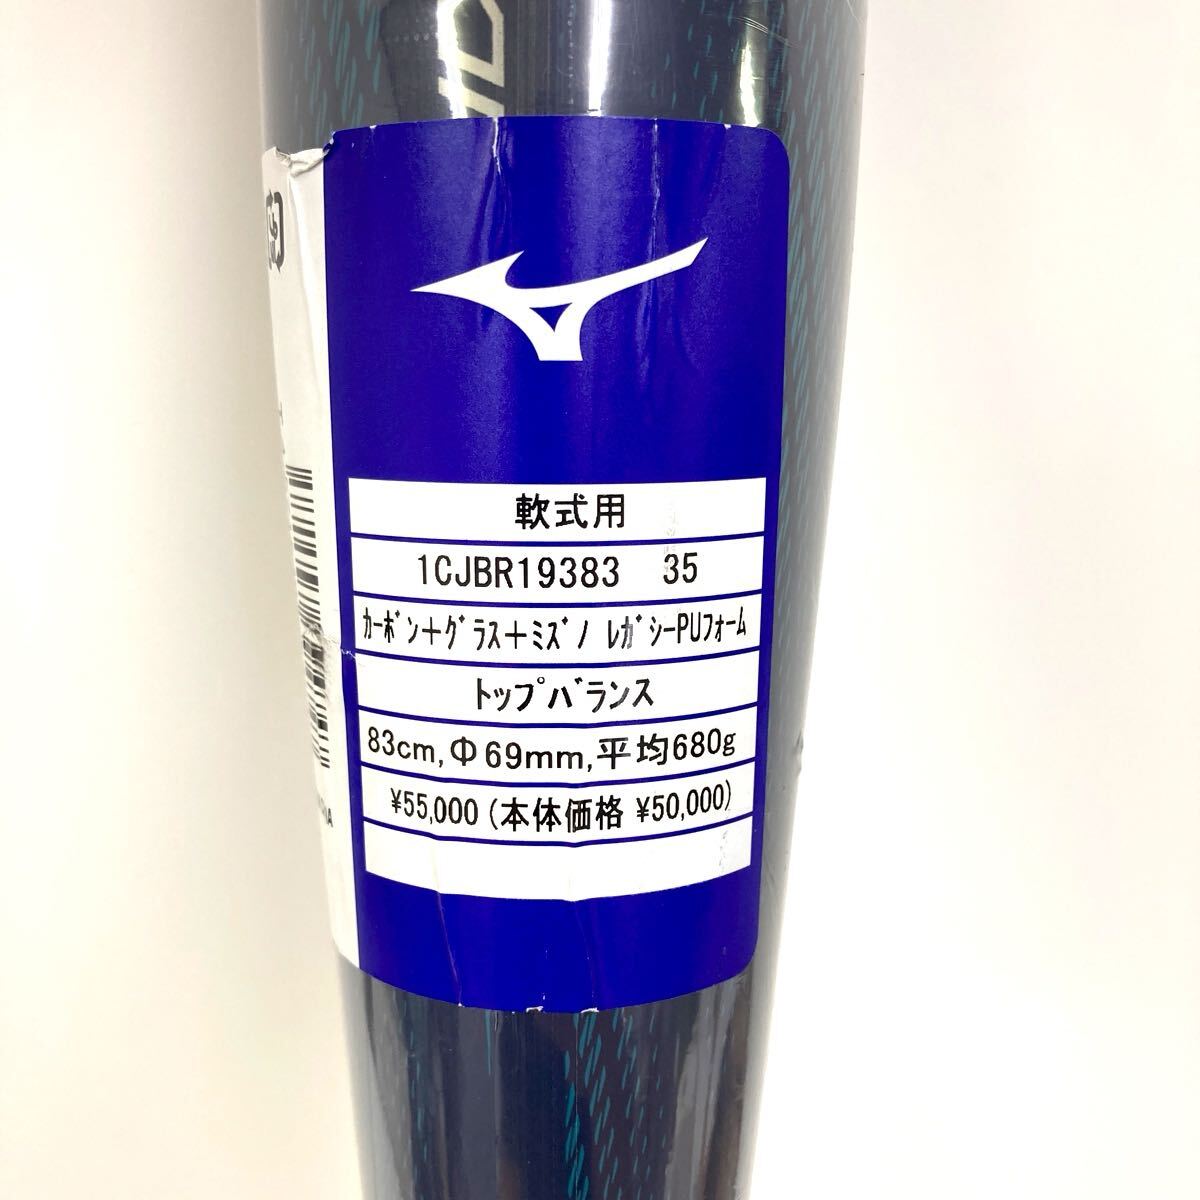 軟式用
1CJBR19383 35
ｶｰﾎﾞﾝ+ｸﾞﾗｽ+ﾐｽﾞﾉ ﾚｶﾞｼｰPUﾌｫｰﾑ
ﾄｯﾌﾟﾊﾞﾗﾝｽ
83cm,Φ69mm,平均680g
¥55,000 (本体価格 ¥50,000)